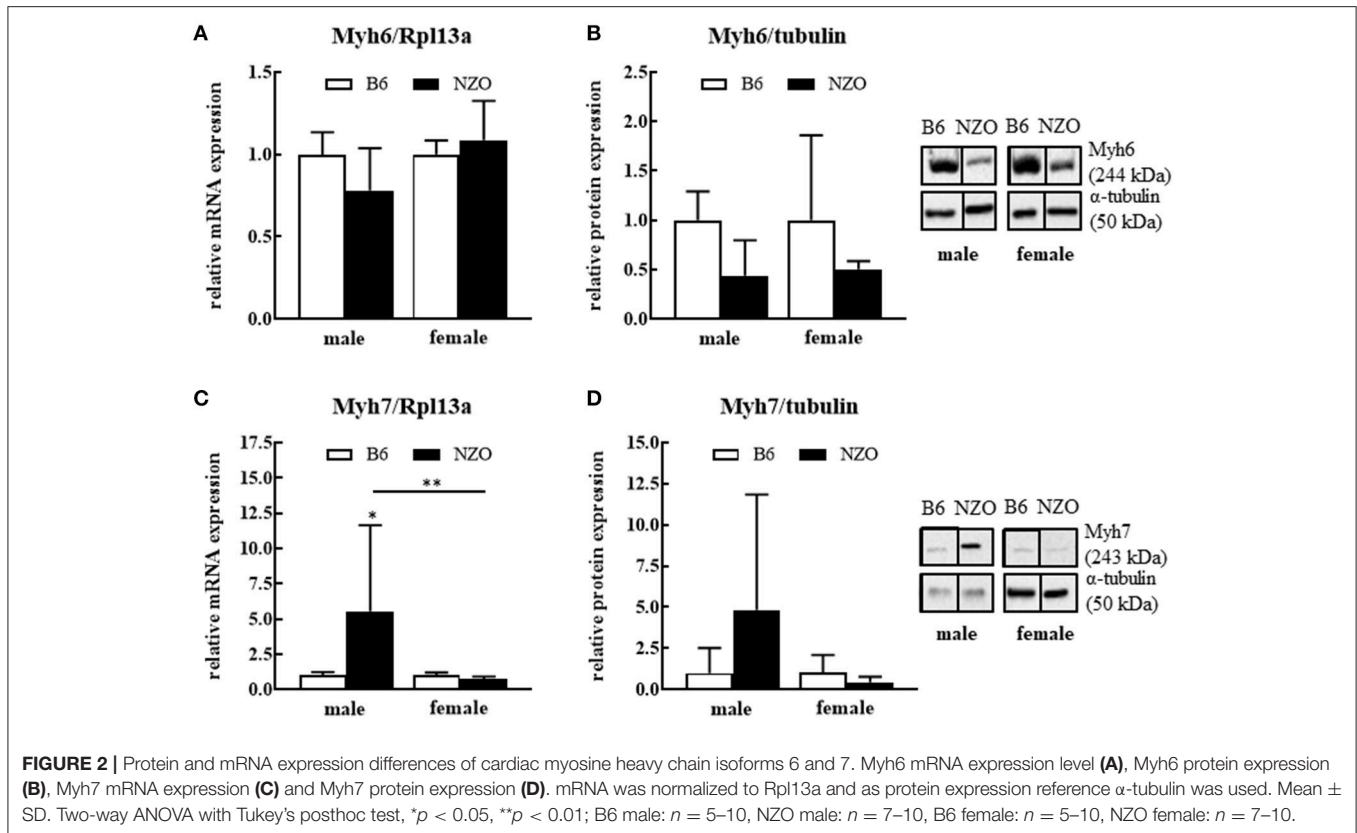 A
Myh6/Rpl13a
B6 NZO
relative mRNA expression
2.0
1.5
1.0
0.5
0.0
male female
B
Myh6/tubulin
B6 NZO
relative protein expression
2.5
2.0
1.5
1.0
0.5
0.0
male female
B6 NZO B6 NZO
Myh6
(244 kDa)
α-tubulin
(50 kDa)
male female
C
Myh7/Rpl13a
B6 NZO
relative mRNA expression
17.5
15.0
12.5
10.0
7.5
5.0
2.5
0.0
**
*
male female
D
Myh7/tubulin
B6 NZO
relative protein expression
17.5
15.0
12.5
10.0
7.5
5.0
2.5
0.0
male female
B6 NZO B6 NZO
Myh7
(243 kDa)
α-tubulin
(50 kDa)
male female
FIGURE 2 | Protein and mRNA expression differences of cardiac myosine heavy chain isoforms 6 and 7. Myh6 mRNA expression level (A), Myh6 protein expression
(B), Myh7 mRNA expression (C) and Myh7 protein expression (D). mRNA was normalized to Rpl13a and as protein expression reference α-tubulin was used. Mean ±
SD. Two-way ANOVA with Tukey's posthoc test, *p < 0.05, **p < 0.01; B6 male: n = 5–10, NZO male: n = 7–10, B6 female: n = 5–10, NZO female: n = 7–10.